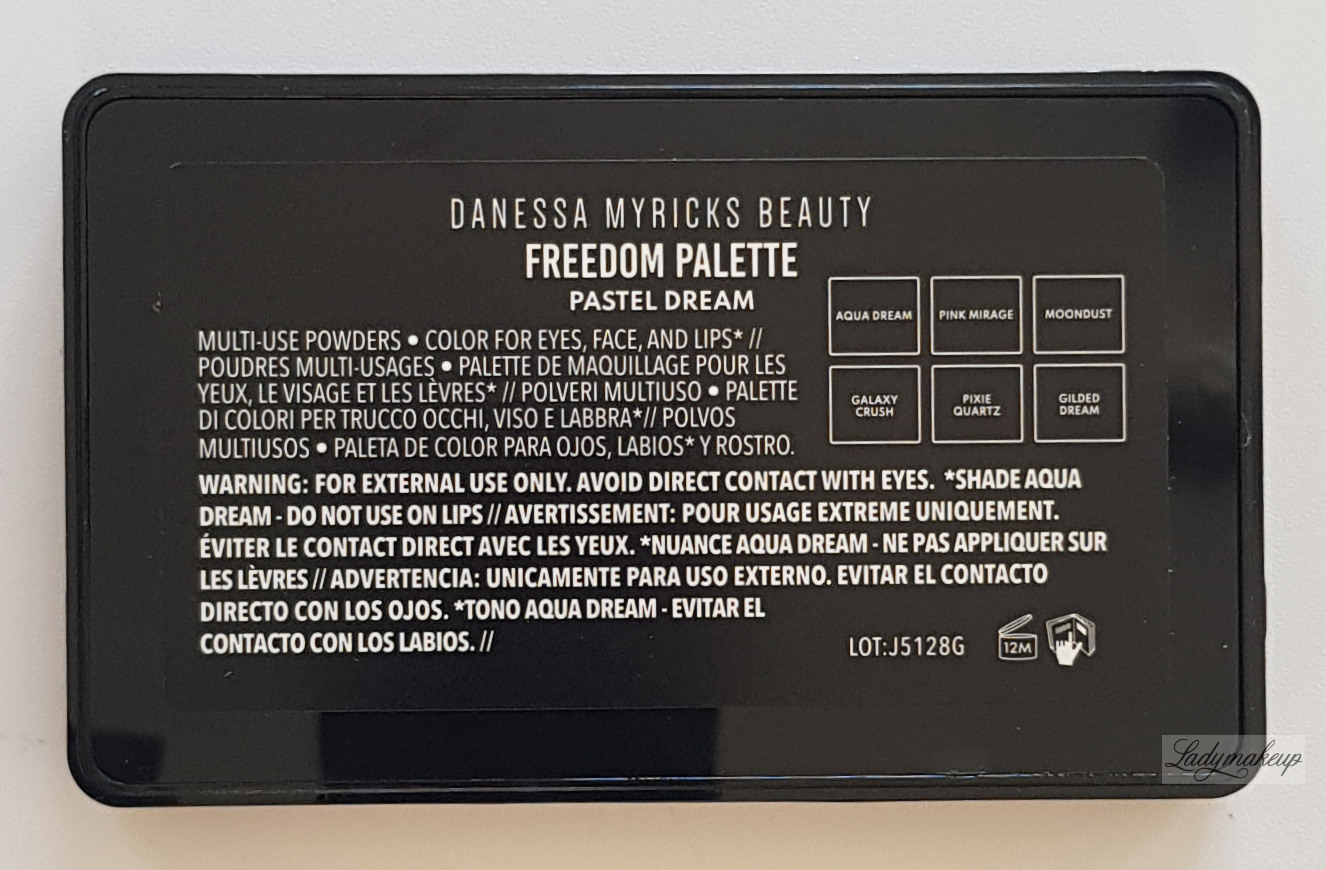 DANESSA MYRICKS BEAUTY
FREEDOM PALETTE
PASTEL DREAM
MULTI-USE POWDERS • COLOR FOR EYES, FACE, AND LIPS* //
POUDRES MULTI-USAGES • PALETTE DE MAQUILLAGE POUR LES
YEUX, LE VISAGE ET LES LÈVRES* // POLVERI MULTIUSO • PALETTE
DI COLORI PER TRUCCO OCCHI, VISO E LABBRA*// POLVOS
MULTIUSOS • PALETA DE COLOR PARA OJOS, LABIOS* Y ROSTRO.
AQUA DREAM PINK MIRAGE MOONDUST
GALAXY
CRUSH
PIXIE
QUARTZ
GILDED
DREAM
WARNING: FOR EXTERNAL USE ONLY. AVOID DIRECT CONTACT WITH EYES. *SHADE AQUA
DREAM - DO NOT USE ON LIPS // AVERTISSEMENT: POUR USAGE EXTREME UNIQUEMENT.
ÉVITER LE CONTACT DIRECT AVEC LES YEUX. *NUANCE AQUA DREAM - NE PAS APPLIQUER SUR
LES LÈVRES // ADVERTENCIA: UNICAMENTE PARA USO EXTERNO. EVITAR EL CONTACTO
DIRECTO CON LOS OJOS. *TONO AQUA DREAM - EVITAR EL
CONTACTO CON LOS LABIOS. //
LOT:J5128G
12M
Ladymakeup